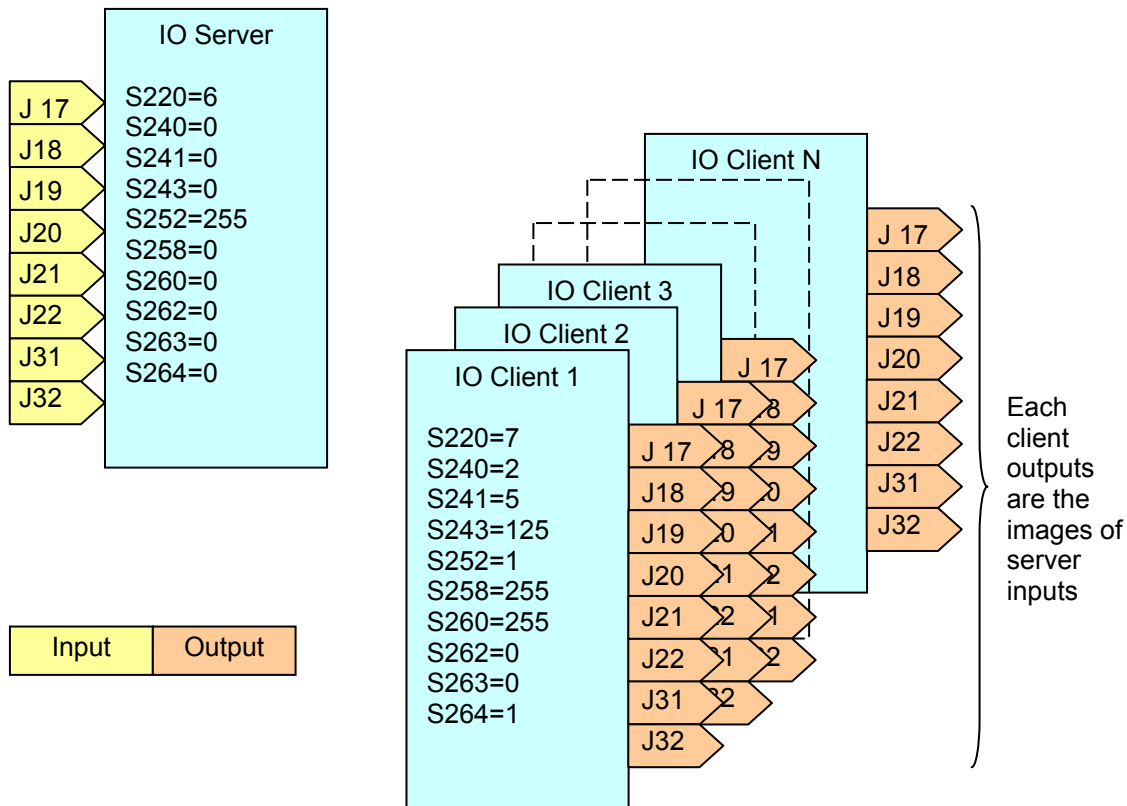 IO Server
S220=6
S240=0
S241=0
S243=0
S252=255
S258=0
S260=0
S262=0
S263=0
S264=0
J 17
J18
J19
J20
J21
J22
J31
J32
IO Client N
IO Client 3
IO Client 2
IO Client 1
S220=7
S240=2
S241=5
S243=125
S252=1
S258=255
S260=255
S262=0
S263=0
S264=1
J 17
J18
J19
J20
J21
J22
J31
J32
J 17
J 17
J 17
J18
J19
J20
J21
J22
J31
J32
Each
client
outputs
are the
images of
server
inputs
Input
Output